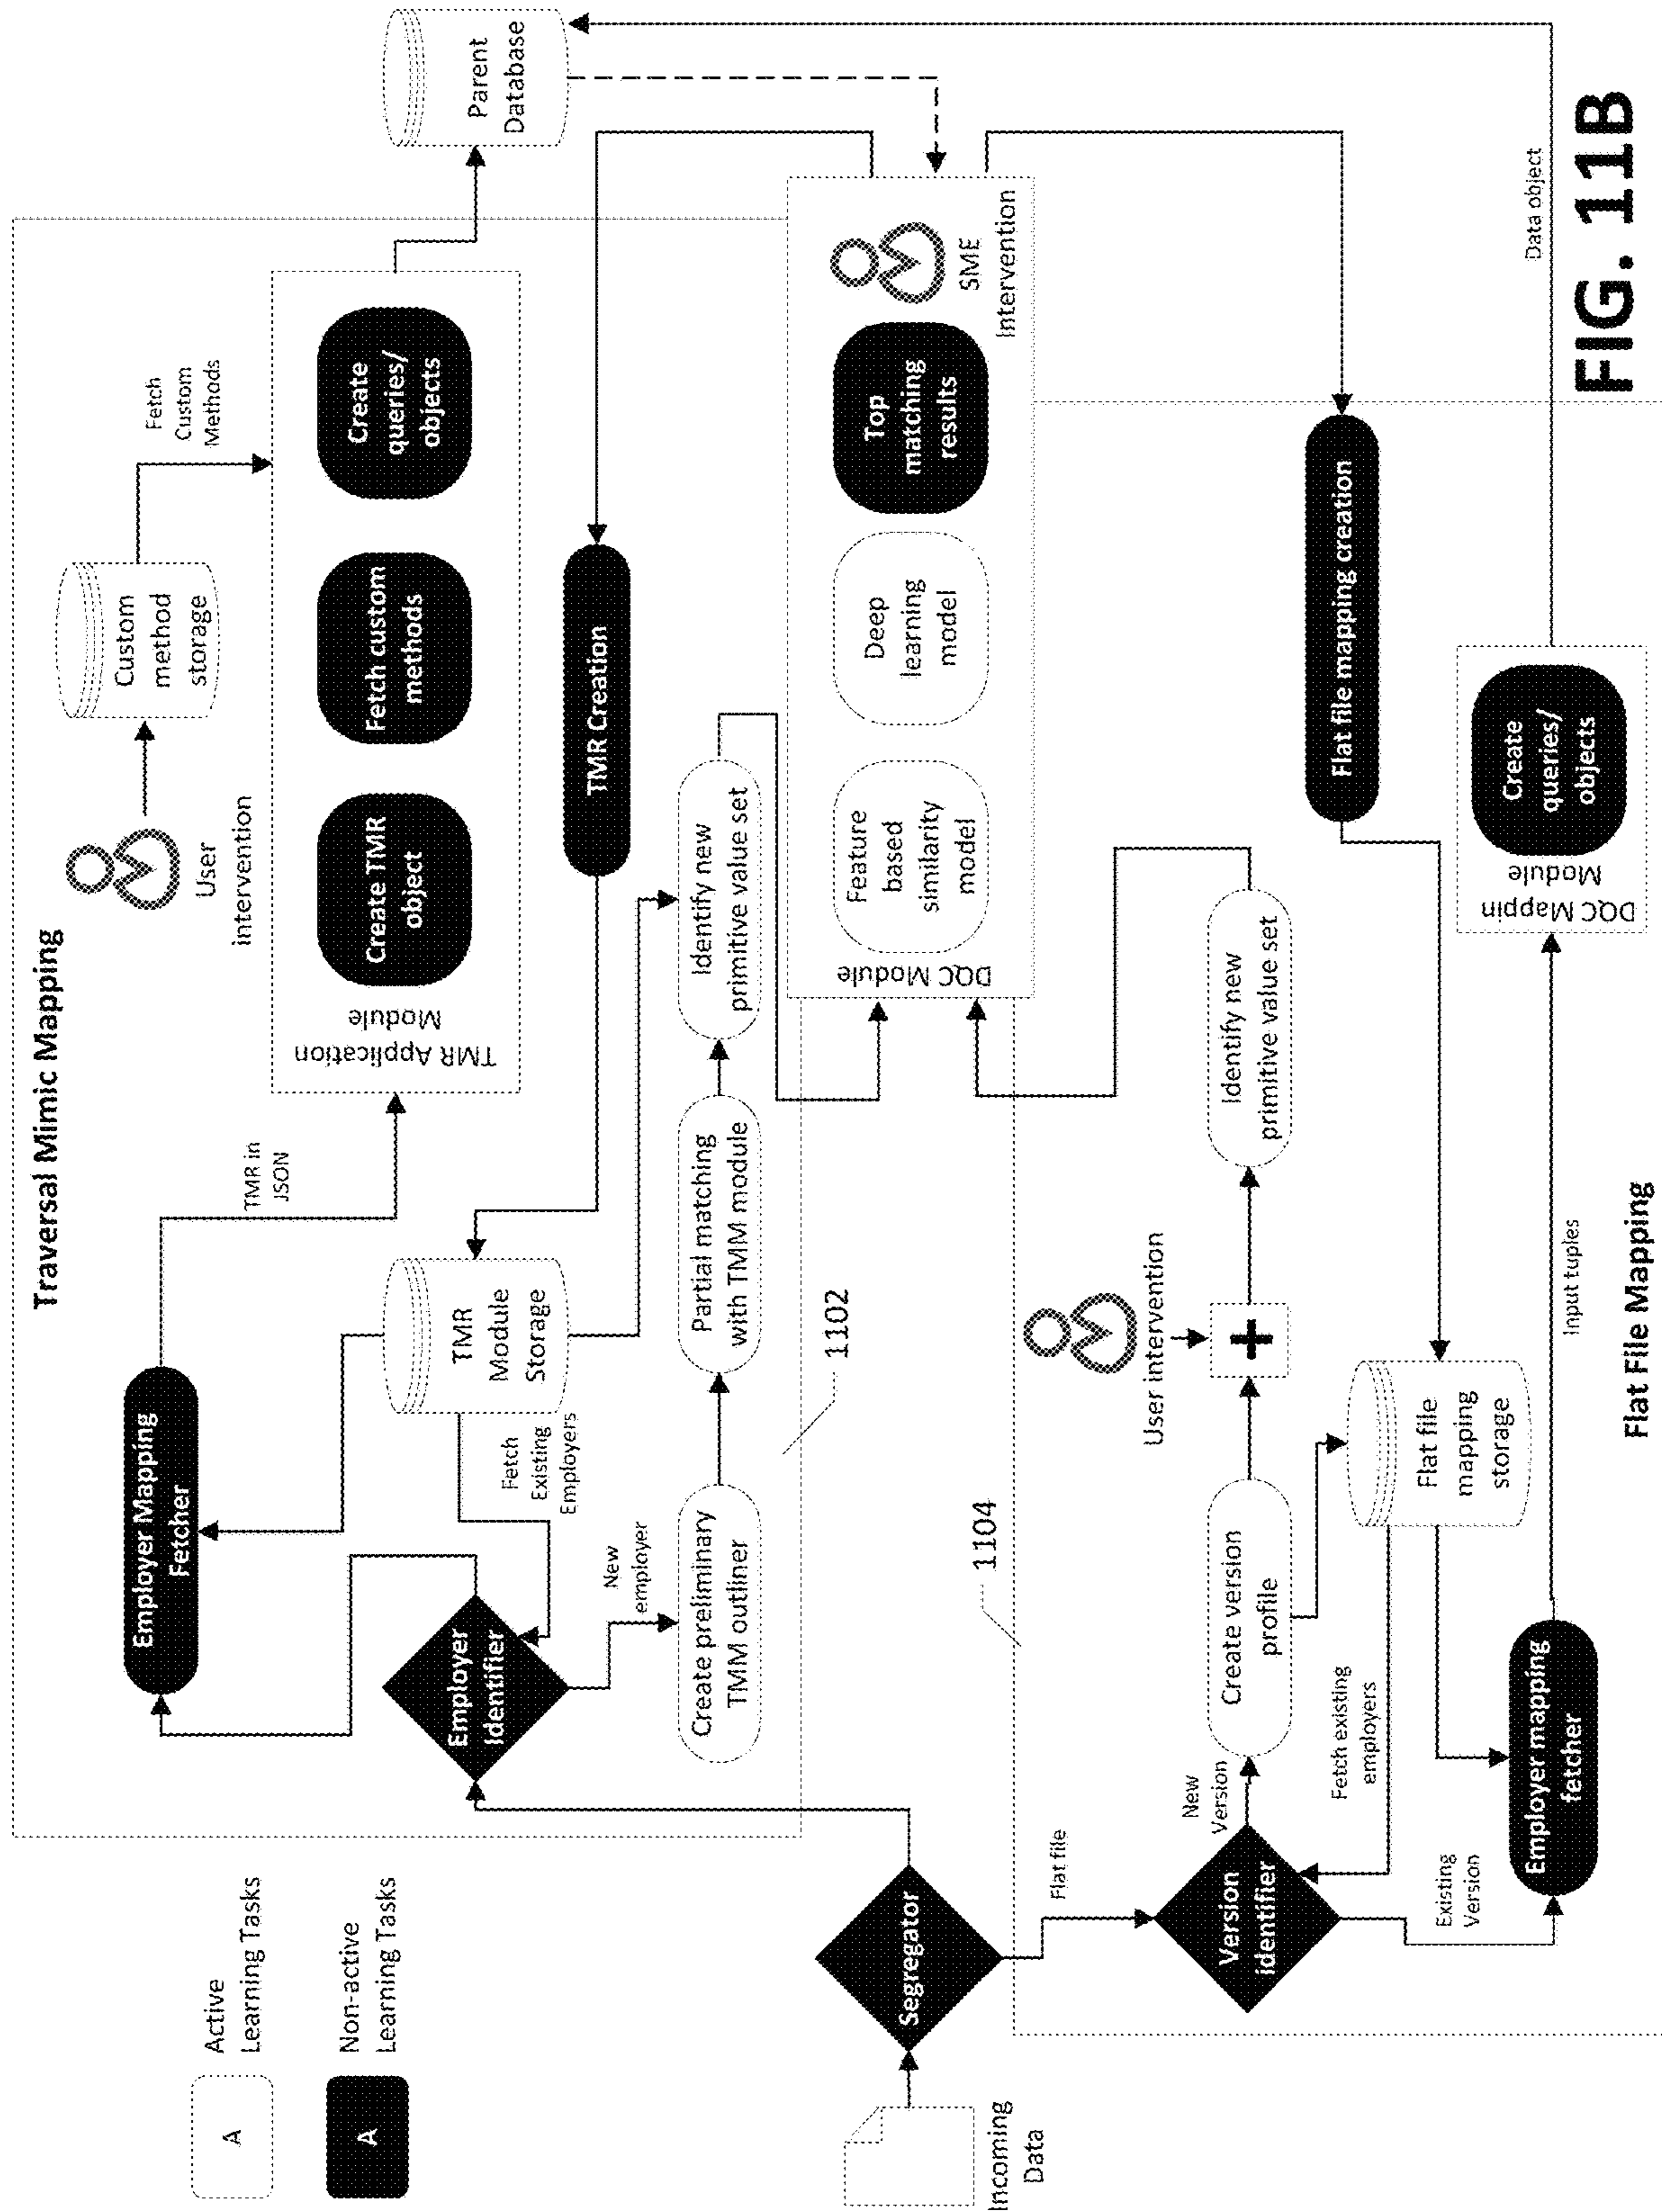 Traversal Mimic Mapping
Active
Learning Tasks
A
Non-active
Learning Tasks
A
Employer Mapping
Fetcher
TMR in
JSON
User
intervention
Custom
method
storage
Fetch
Custom
Methods
TMR Application
Module
Create TMR
object
Fetch custom
methods
Create
queries/
objects
Parent
Database
Employer
Identifier
Fetch
Existing
Employers
TMR
Module
Storage
TMR Creation
New
employer
Create preliminary
TMM outliner
Partial matching
with TMM module
Identify new
primitive value set
1102
Incoming
Data
Segregator
DQC Module
Feature
based
similarity
model
Deep
learning
model
Top
matching
results
SME
Intervention
1104
Flat file
Version
identifier
New
Version
Create version
profile
User intervention
+
Identify new
primitive value set
Fetch existing
employers
Flat file
mapping
storage
Flat file mapping creation
Existing
Version
Employer mapping
fetcher
Input tuples
DQC Mappin
Module
Create
queries/
objects
Data object
Flat File Mapping
FIG. 11B